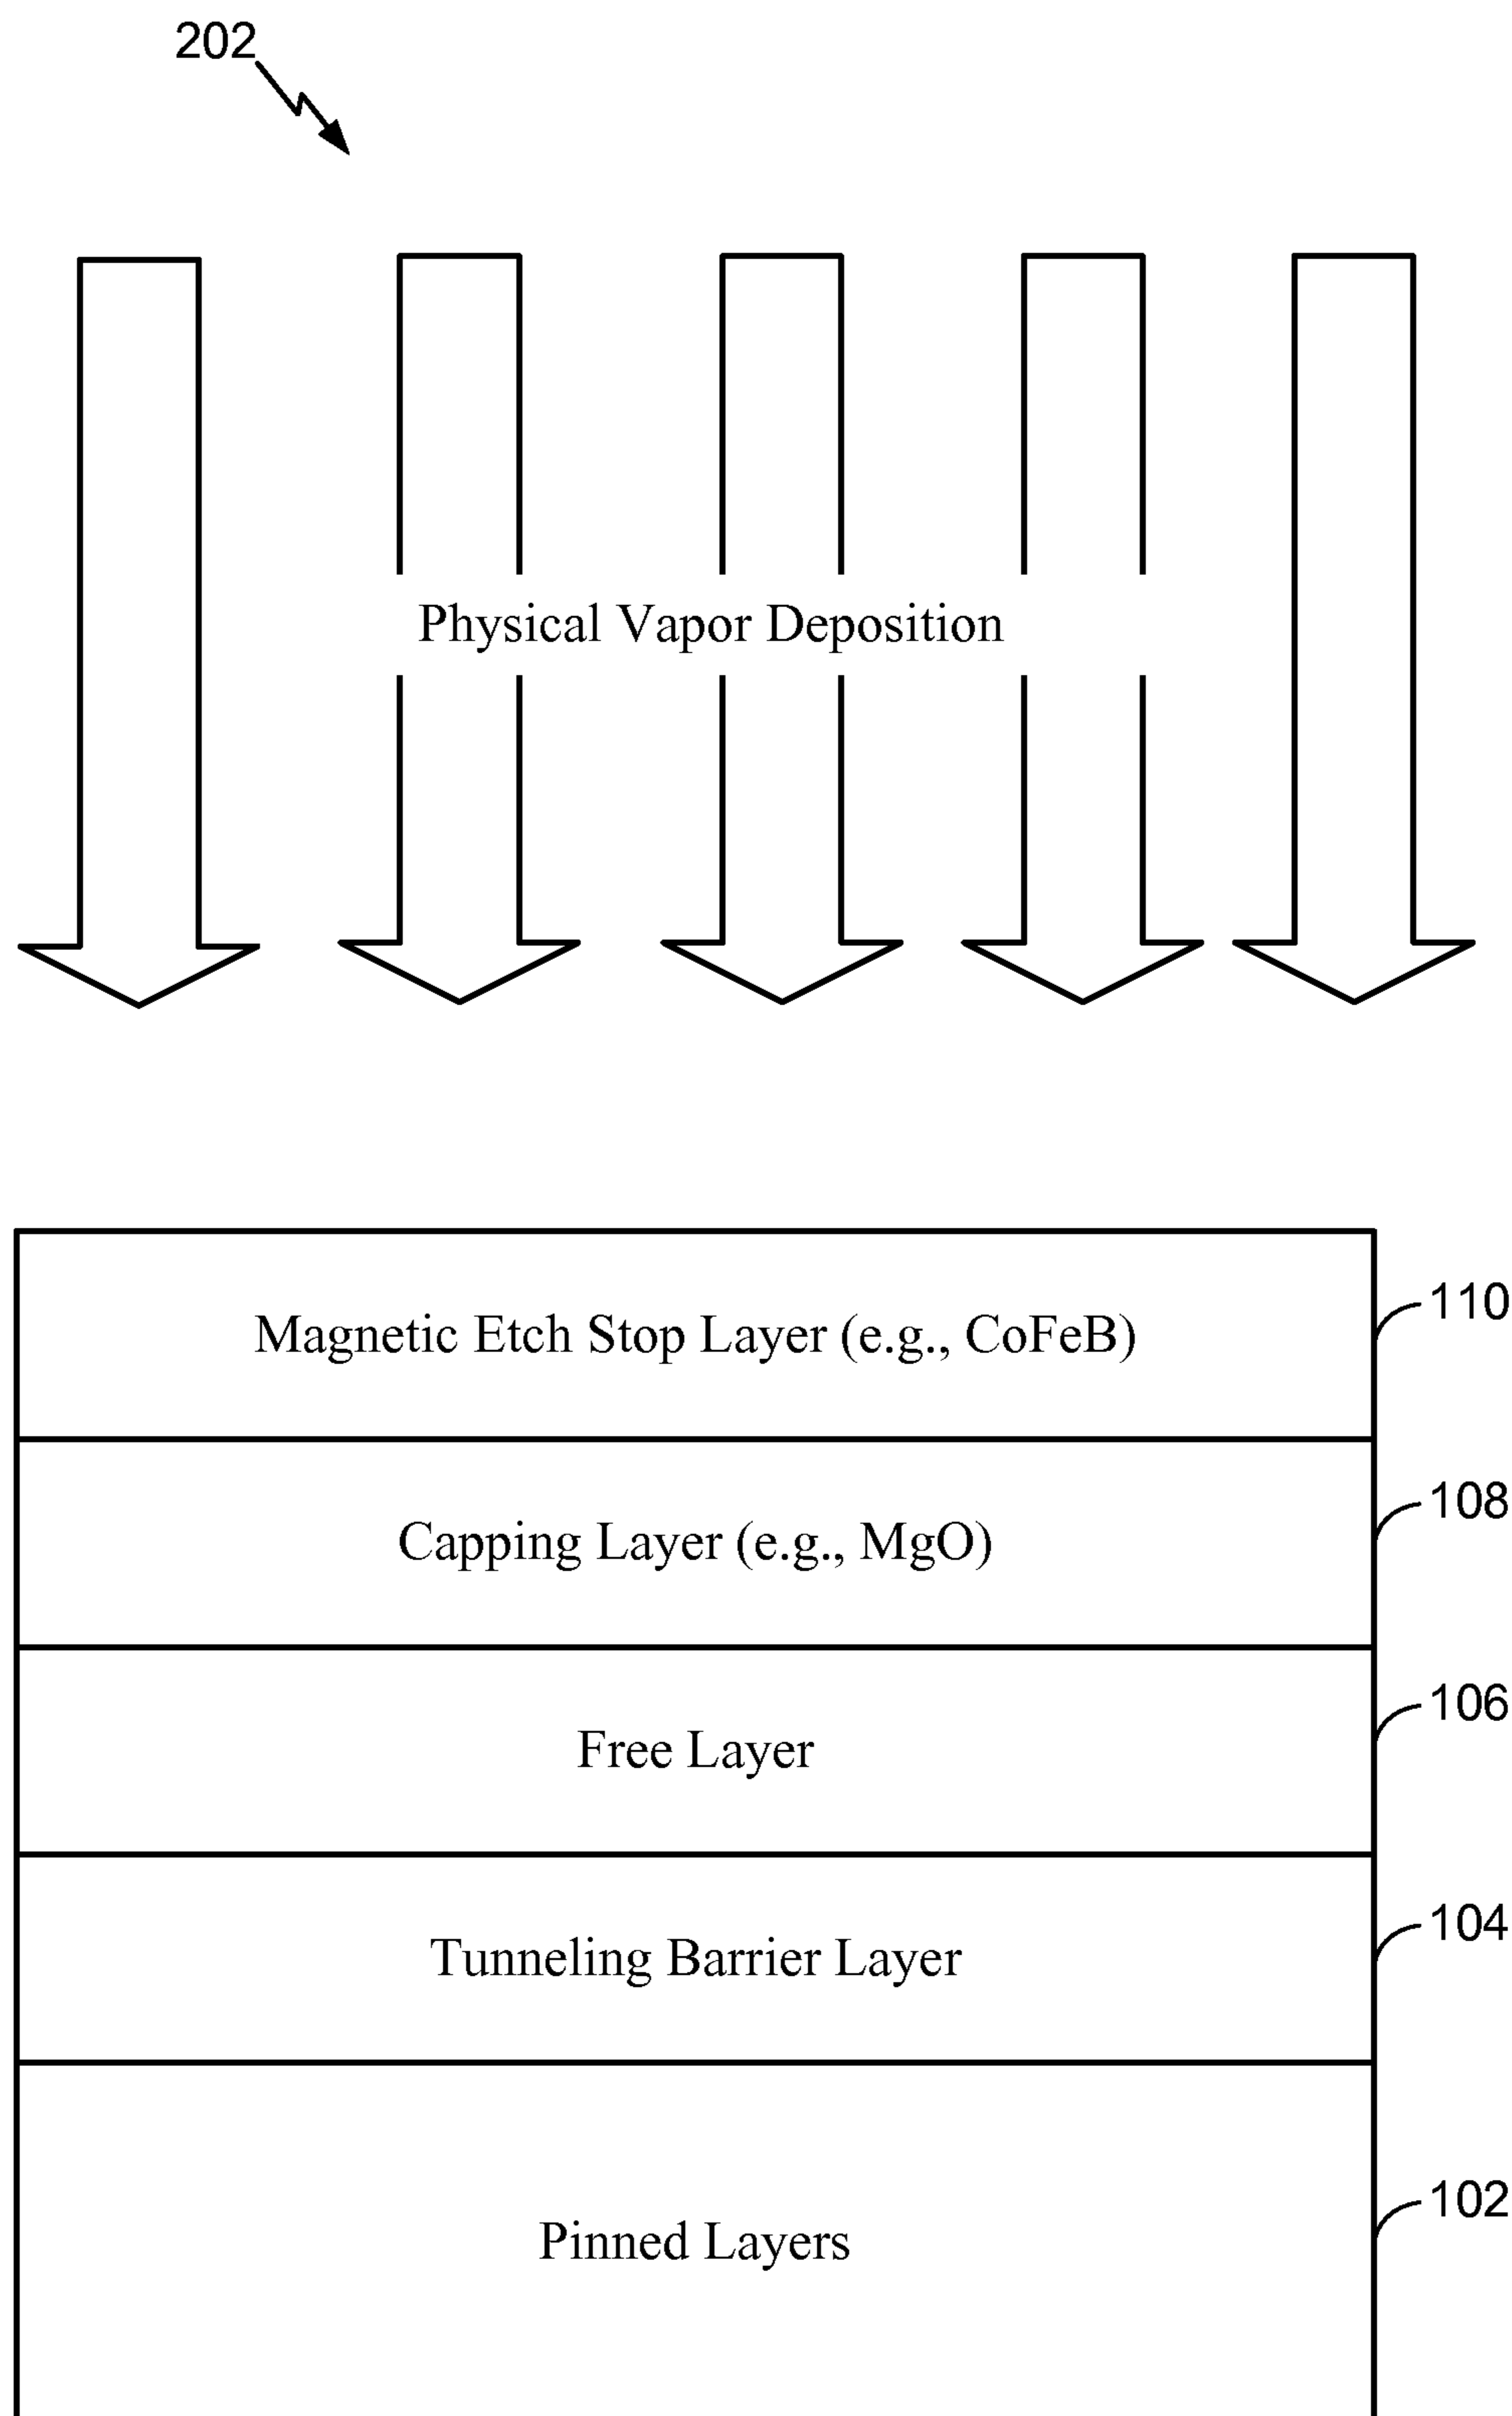 202
Physical Vapor Deposition
Magnetic Etch Stop Layer (e.g., CoFeB)
110
Capping Layer (e.g., MgO)
108
Free Layer
106
Tunneling Barrier Layer
104
Pinned Layers
102